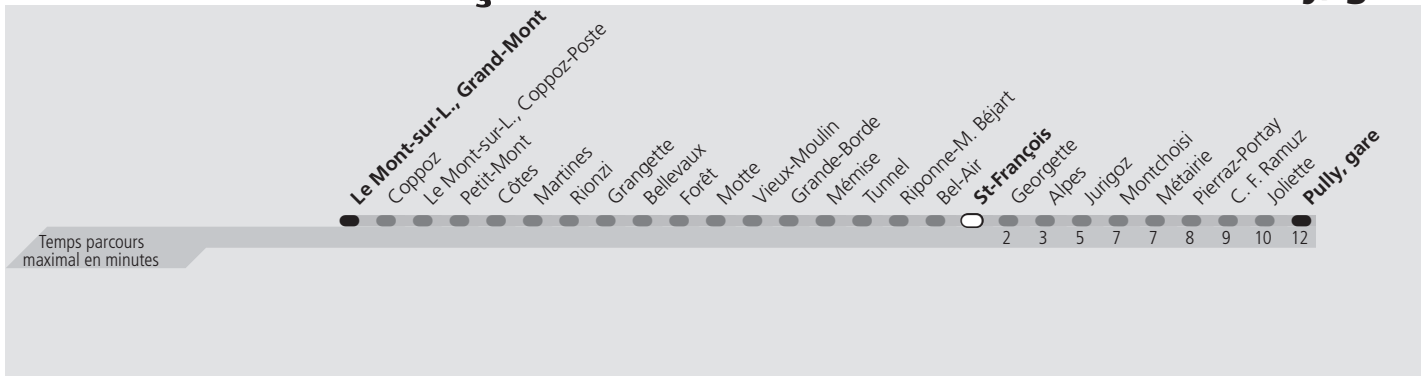 Le Mont-sur-L., Grand-Mont
Coppoz
Le Mont-sur-L., Coppoz-Poste
Petit-Mont
Côtes
Martines
Rionzi
Grangette
Bellevaux
Forêt
Motte
Vieux-Moulin
Grande-Borde
Mémise
Tunnel
Riponne-M. Béjart
Bel-Air
St-François
Georgette
Alpes
Jurigoz
Montchoisi
Métairie
Pierraz-Portay
C. F. Ramuz
Joliette
Pully, gare
Temps parcours
maximal en minutes
2 3 5 7 7 8 9 10 12